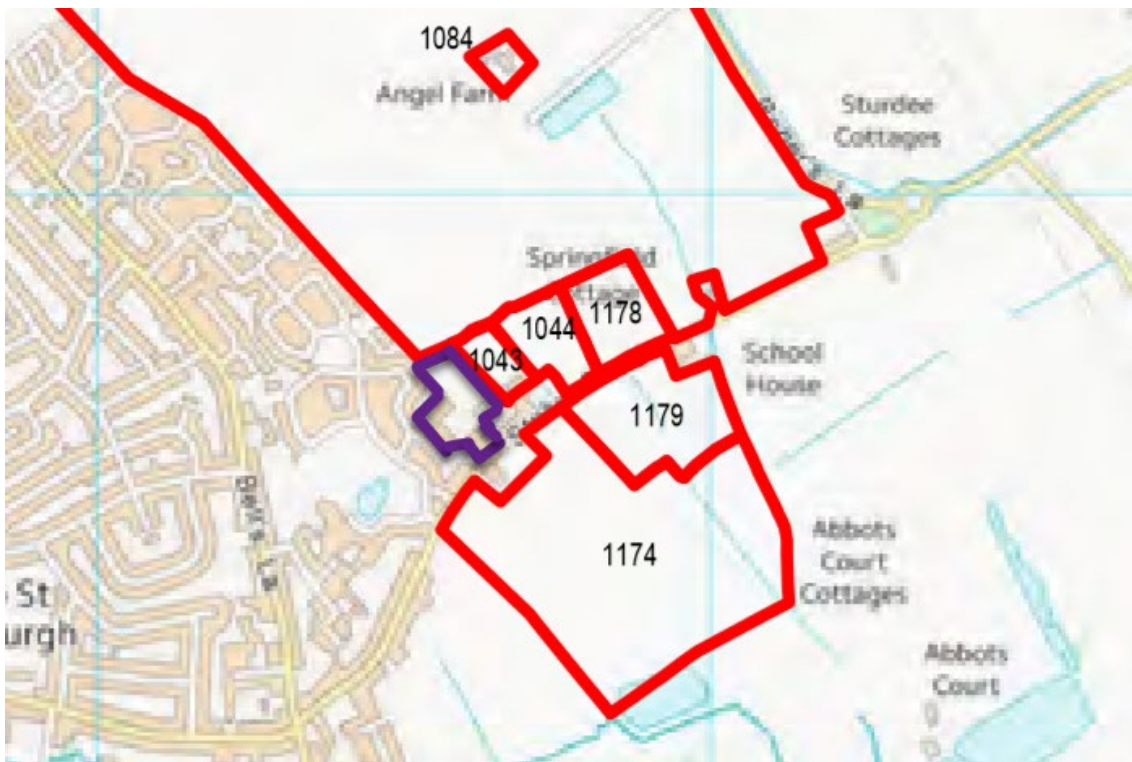 1084
Angel Farm
Sturdee
Cottages
Springfield
Cottage
1178
1044
1043
School
House
1179
Bell's La
1174
Abbots
Court
Cottages
St
urgh
Abbots
Court